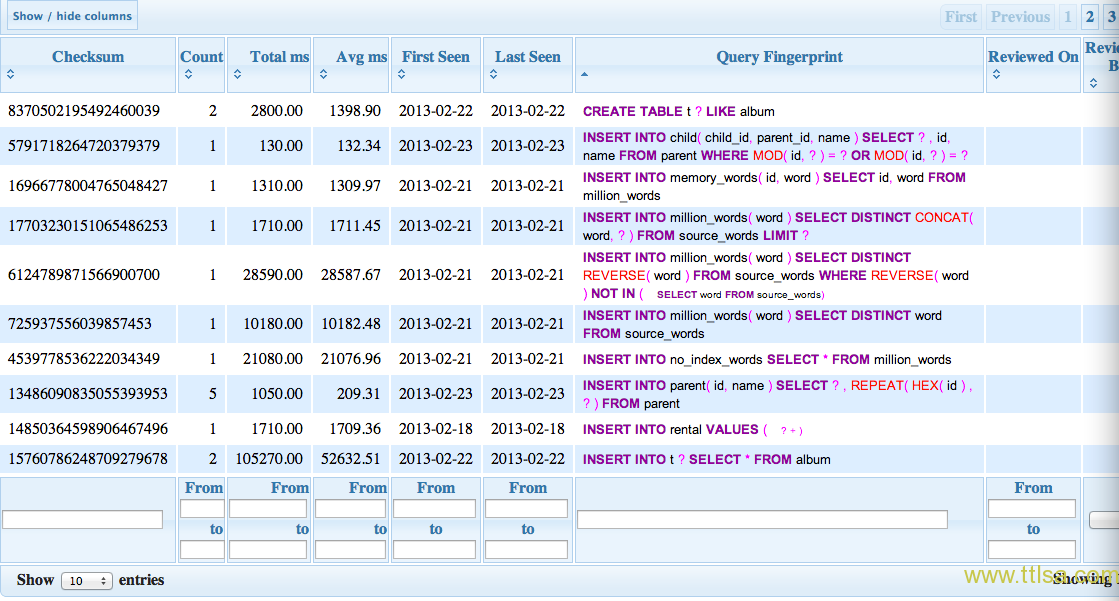 Show / hide columns
First Previous 1 2 3
Checksum Count Total ms Avg ms First Seen Last Seen Query Fingerprint Reviewed On
8370502195492460039 2 2800.00 1398.90 2013-02-22 2013-02-22 CREATE TABLE t ? LIKE album
5791718264720379379 1 130.00 132.34 2013-02-23 2013-02-23 INSERT INTO child( child_id, parent_id, name ) SELECT ? , id,
name FROM parent WHERE MOD( id, ? ) = ? OR MOD( id, ? ) = ?
16966778004765048427 1 1310.00 1309.97 2013-02-21 2013-02-21 INSERT INTO memory_words( id, word ) SELECT id, word FROM
million_words
17703230151065486253 1 1710.00 1711.45 2013-02-21 2013-02-21 INSERT INTO million_words( word ) SELECT DISTINCT CONCAT(
word, ? ) FROM source_words LIMIT ?
6124789871566900700 1 28590.00 28587.67 2013-02-21 2013-02-21 INSERT INTO million_words( word ) SELECT DISTINCT
REVERSE( word ) FROM source_words WHERE REVERSE( word
) NOT IN ( SELECT word FROM source_words)
725937556039857453 1 10180.00 10182.48 2013-02-21 2013-02-21 INSERT INTO million_words( word ) SELECT DISTINCT word
FROM source_words
4539778536222034349 1 21080.00 21076.96 2013-02-21 2013-02-21 INSERT INTO no_index_words SELECT * FROM million_words
13486090835055393953 5 1050.00 209.31 2013-02-23 2013-02-23 INSERT INTO parent( id, name ) SELECT ? , REPEAT( HEX( id ) ,
? ) FROM parent
14850364598906467496 1 1710.00 1709.36 2013-02-18 2013-02-18 INSERT INTO rental VALUES ( ? + )
15760786248709279678 2 105270.00 52632.51 2013-02-22 2013-02-22 INSERT INTO t ? SELECT * FROM album
From From From From From From
to to to to to to
Show 10 entries Showing
www.ttlsa.com